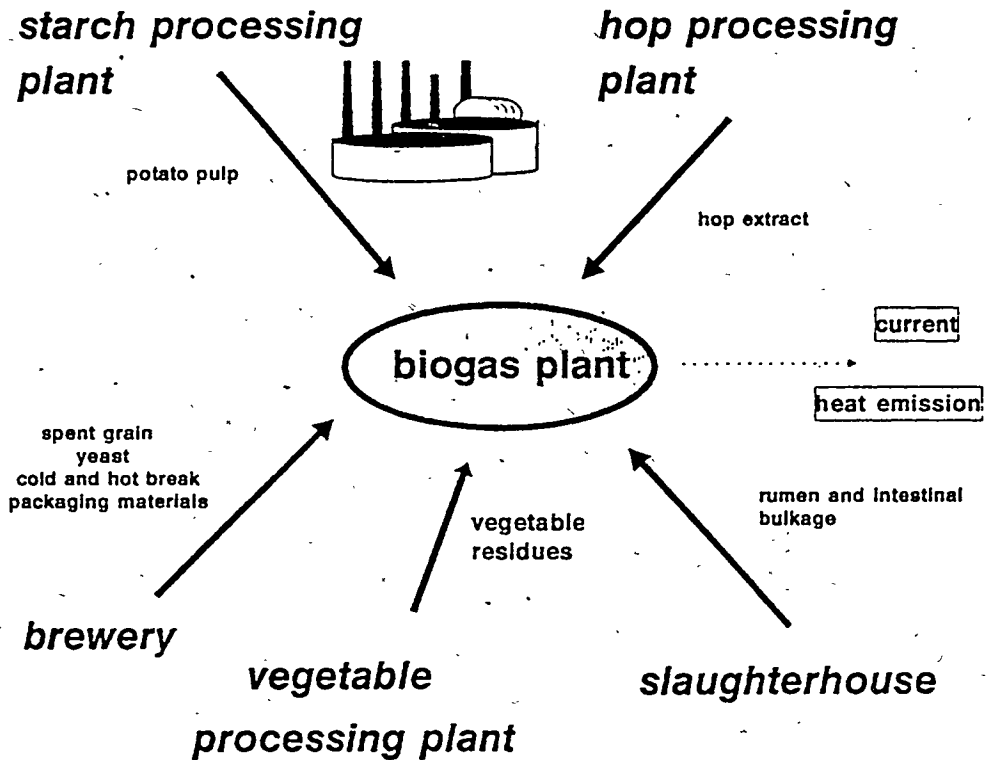 starch processing
plant
hop processing
plant
potato pulp
hop extract
current
biogas plant
heat emission
spent grain
yeast
cold and hot break
packaging materials
rumen and intestinal
bulkage
vegetable
residues
brewery
vegetable
processing plant
slaughterhouse